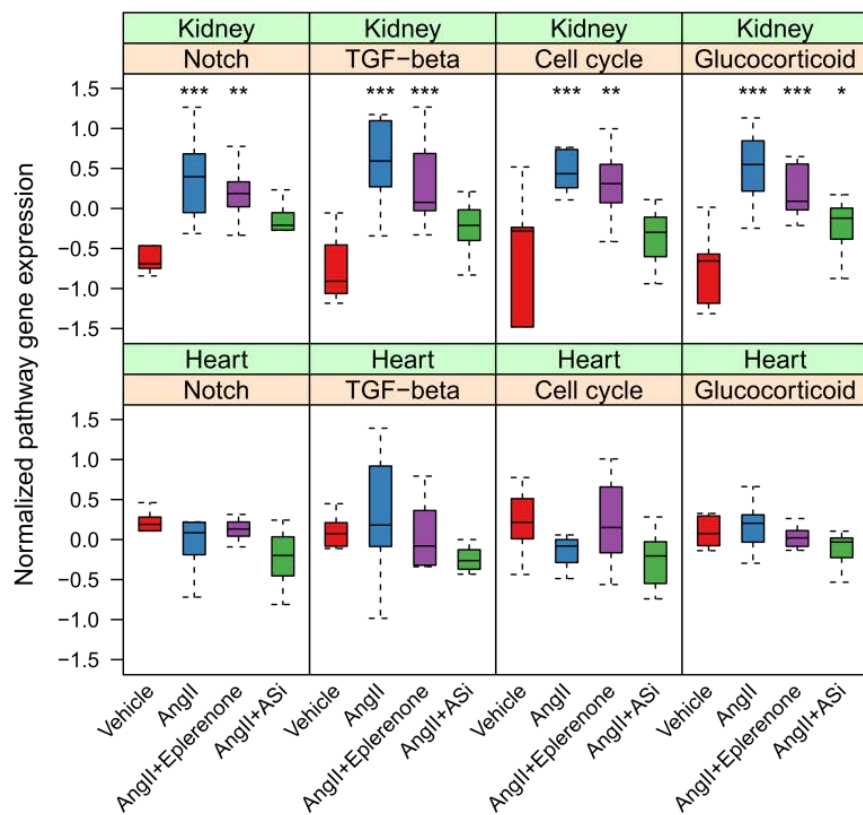 Kidney Kidney Kidney Kidney
Notch TGF−beta Cell cycle Glucocorticoid
*** ** *** *** *** ** *** *** *
1.5
1.0
0.5
0.0
−0.5
−1.0
−1.5
Heart Heart Heart Heart
Notch TGF−beta Cell cycle Glucocorticoid
1.5
1.0
0.5
0.0
−0.5
−1.0
−1.5
Normalized pathway gene expression
Vehicle
AngII
AngII+Eplerenone
AngII+ASi
Vehicle
AngII
AngII+Eplerenone
AngII+ASi
Vehicle
AngII
AngII+Eplerenone
AngII+ASi
Vehicle
AngII
AngII+Eplerenone
AngII+ASi